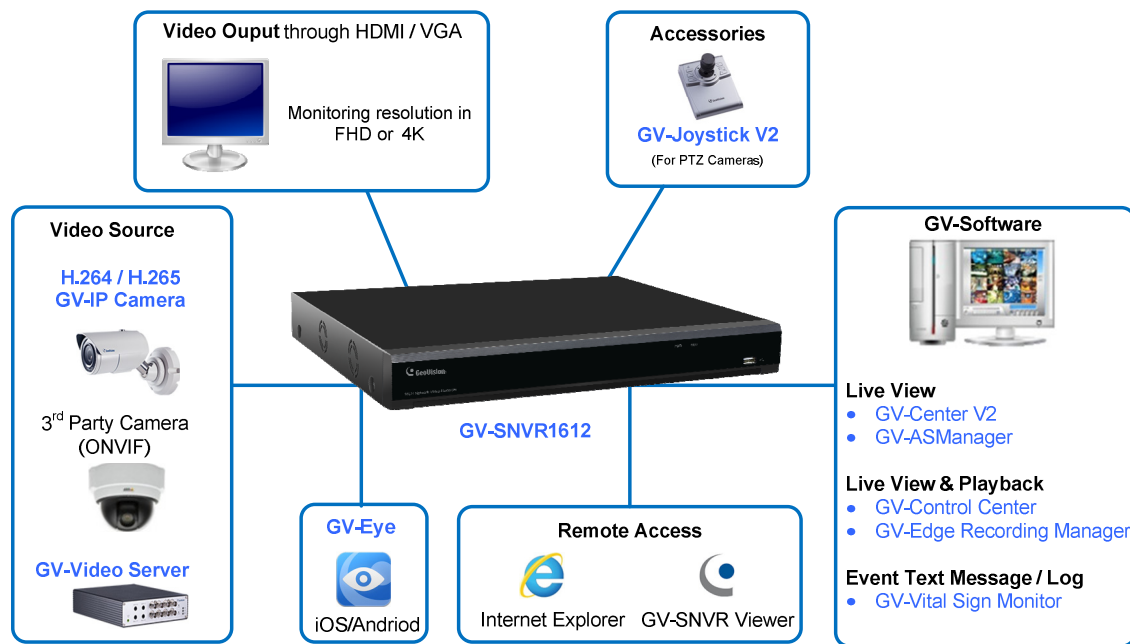 Video Ouput through HDMI / VGA
Monitoring resolution in
FHD or 4K
Accessories
GV-Joystick V2
(For PTZ Cameras)
Video Source
H.264 / H.265
GV-IP Camera
3rd Party Camera
(ONVIF)
GV-Video Server
GeoVision
GV-SNVR1612
GV-Eye
iOS/Andriod
Remote Access
Internet Explorer
GV-SNVR Viewer
GV-Software
Live View
• GV-Center V2
• GV-ASManager
Live View & Playback
• GV-Control Center
• GV-Edge Recording Manager
Event Text Message / Log
• GV-Vital Sign Monitor